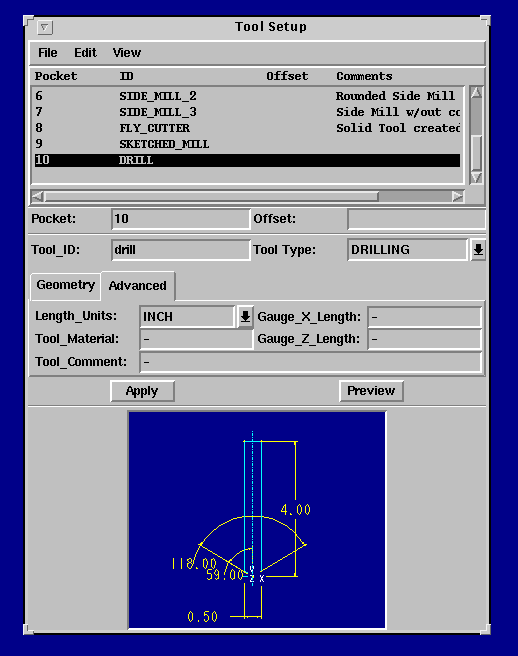 Tool Setup
File Edit View
Pocket ID Offset Comments
6 SIDE_MILL_2 Rounded Side Mill
7 SIDE_MILL_3 Side Mill w/out co
8 FLY_CUTTER Solid Tool created
9 SKETCHED_MILL
10 DRILL
Pocket: 10 Offset:
Tool_ID: drill Tool Type: DRILLING
Geometry Advanced
Length_Units: INCH Gauge_X_Length: -
Tool_Material: - Gauge_Z_Length: -
Tool_Comment: -
Apply Preview
4.00
118.00
59.00
Y
Z X
0.50